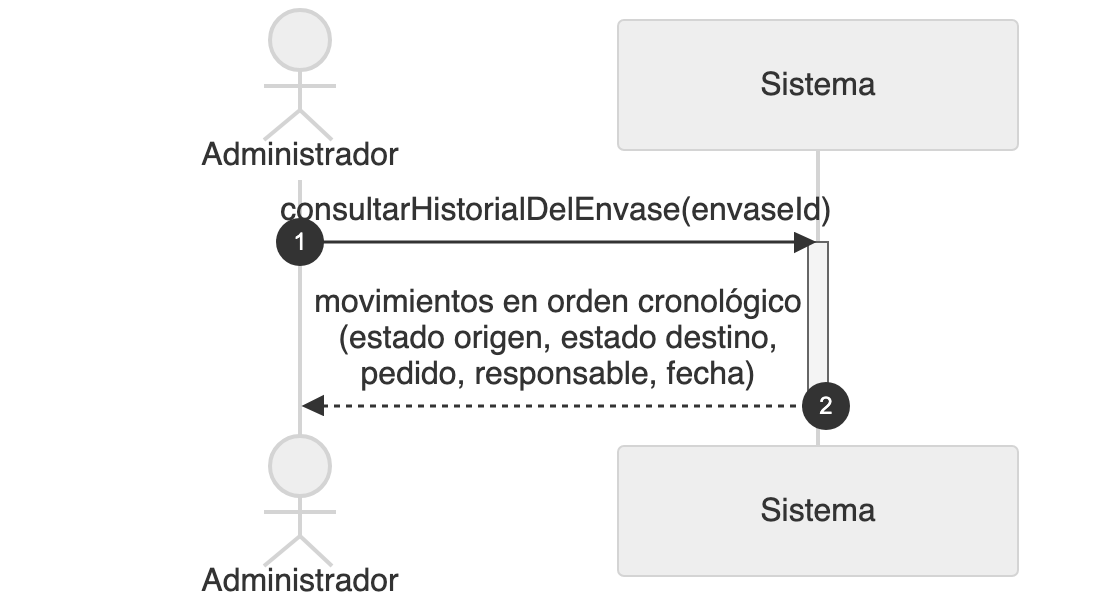 Sistema
Administrador
consultarHistorialDelEnvase(envaseId)
1
movimientos en orden cronológico
(estado origen, estado destino,
pedido, responsable, fecha)
2
Sistema
Administrador